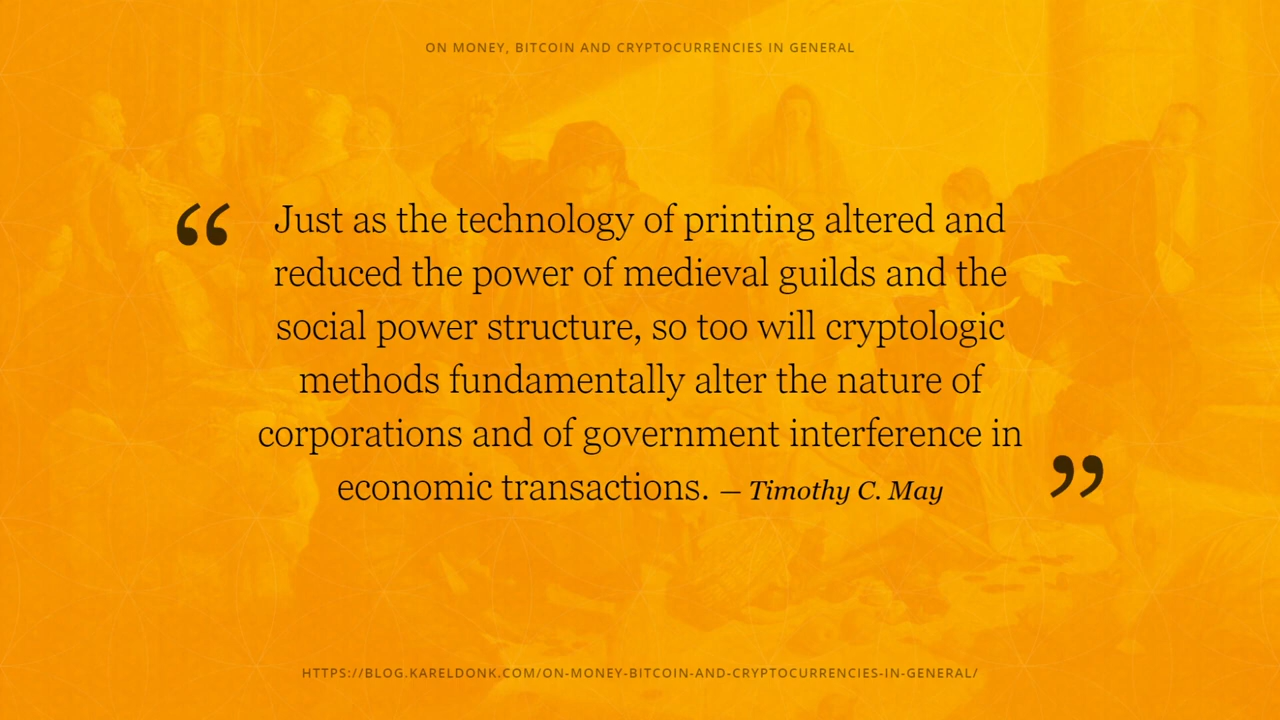 ON MONEY, BITCOIN AND CRYPTOCURRENCIES IN GENERAL
“ Just as the technology of printing altered and
reduced the power of medieval guilds and the
social power structure, so too will cryptologic
methods fundamentally alter the nature of
corporations and of government interference in
economic transactions. — Timothy C. May ”
HTTPS://BLOG.KARELDONK.COM/ON-MONEY-BITCOIN-AND-CRYPTOCURRENCIES-IN-GENERAL/